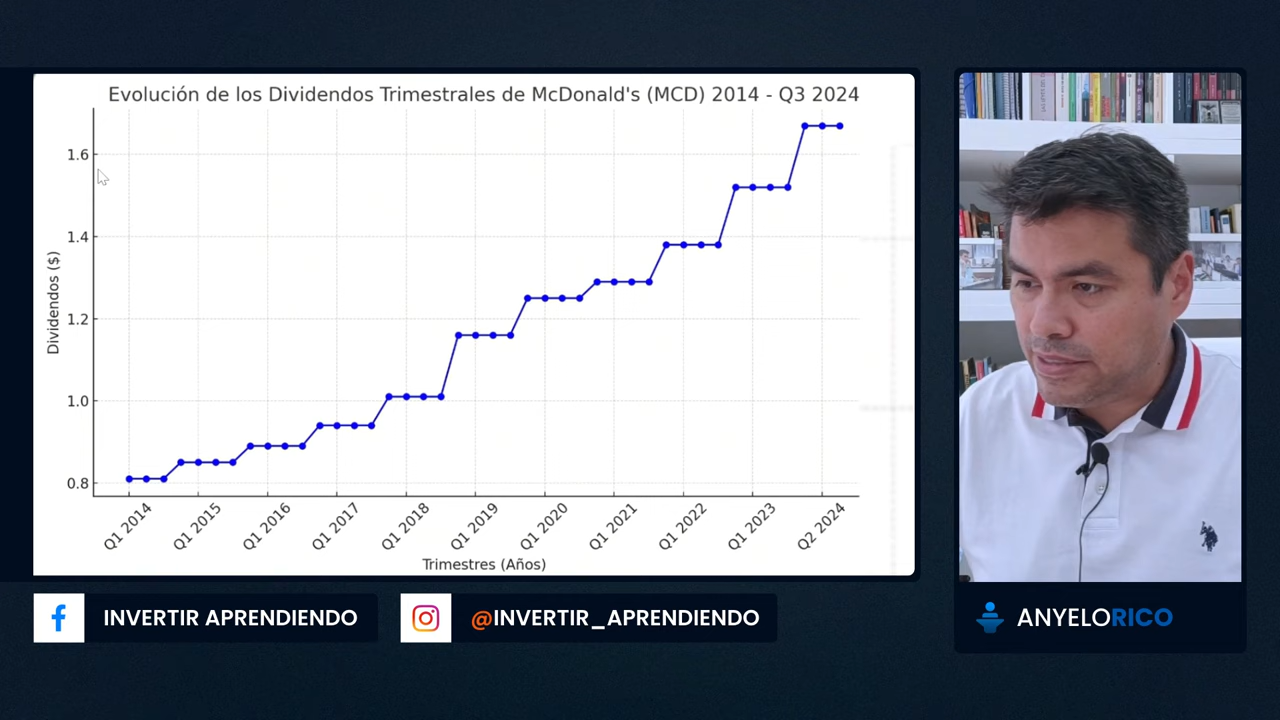 Evolución de los Dividendos Trimestrales de McDonald's (MCD) 2014 - Q3 2024
Dividendos ($)
1.6
1.4
1.2
1.0
0.8
Q1 2014
Q1 2015
Q1 2016
Q1 2017
Q1 2018
Q1 2019
Q1 2020
Q1 2021
Q1 2022
Q1 2023
Q2 2024
Trimestres (Años)
INVERTIR APRENDIENDO
@INVERTIR_APRENDIENDO
ANYELORICO